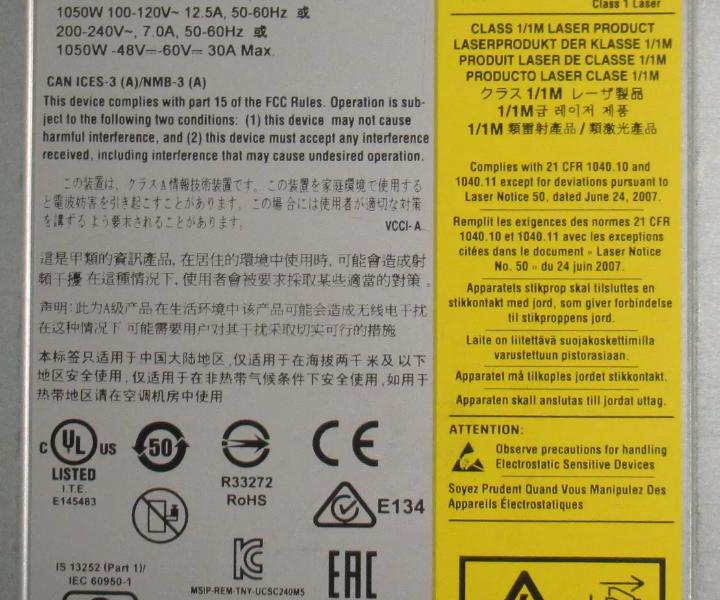 1050W 100-120V~ 12.5A, 50-60Hz 或
200-240V~, 7.0A, 50-60Hz 或
1050W -48V⎓-60V⎓ 30A Max.
CAN ICES-3 (A)/NMB-3 (A)
This device complies with part 15 of the FCC Rules. Operation is sub-
ject to the following two conditions: (1) this device may not cause
harmful interference, and (2) this device must accept any interference
received, including interference that may cause undesired operation.
この装置は、クラスA情報技術装置です。この装置を家庭環境で使用する
と電波妨害を引き起こすことがあります。この場合には使用者が適切な対策
を講ずるよう要求されることがあります。 VCCI-A
這是甲類的資訊產品, 在居住的環境中使用時, 可能會造成射
頻干擾 在這種情況下, 使用者會被要求採取某些適當的對策 。
声明: 此为A级产品 在生活环境中 该产品可能会造成无线电干扰
在这种情况下 可能需要用户对其干扰采取切实可行的措施
本标签只适用于中国大陆地区,仅适用于在海拔两千米及以下
地区安全使用,仅适用于在非热带气候条件下安全使用,如用于
热带地区请在空调机房中使用
C UL US
LISTED
I.T.E.
E145483
50
R33272
RoHS
CE
E134
IS 13252 (Part 1)/
IEC 60950-1
MSIP-REM-TNY-UCSC240M5
EAC
Class 1 Laser
CLASS 1/1M LASER PRODUCT
LASERPRODUKT DER KLASSE 1/1M
PRODUIT LASER DE CLASSE 1/1M
PRODUCTO LASER CLASE 1/1M
クラス 1/1M レーザ製品
1/1M급 레이저 제품
1/1M 類雷射產品 / 類激光產品
Complies with 21 CFR 1040.10 and
1040.11 except for deviations pursuant to
Laser Notice 50, dated June 24, 2007.
Remplit les exigences des normes 21 CFR
1040.10 et 1040.11 avec les exceptions
citées dans le document « Laser Notice
No. 50 » du 24 juin 2007.
Apparatets stikprop skal tilsluttes en
stikkontakt med jord, som giver forbindelse
til stikproppens jord.
Laite on liitettävä suojakoskettimilla
varustettuun pistorasiaan.
Apparatet må tilkoples jordet stikkontakt.
Apparaten skall anslutas till jordat uttag.
ATTENTION:
Observe precautions for handling
Electrostatic Sensitive Devices
Soyez Prudent Quand Vous Manipulez Des
Appareils Électrostatiques